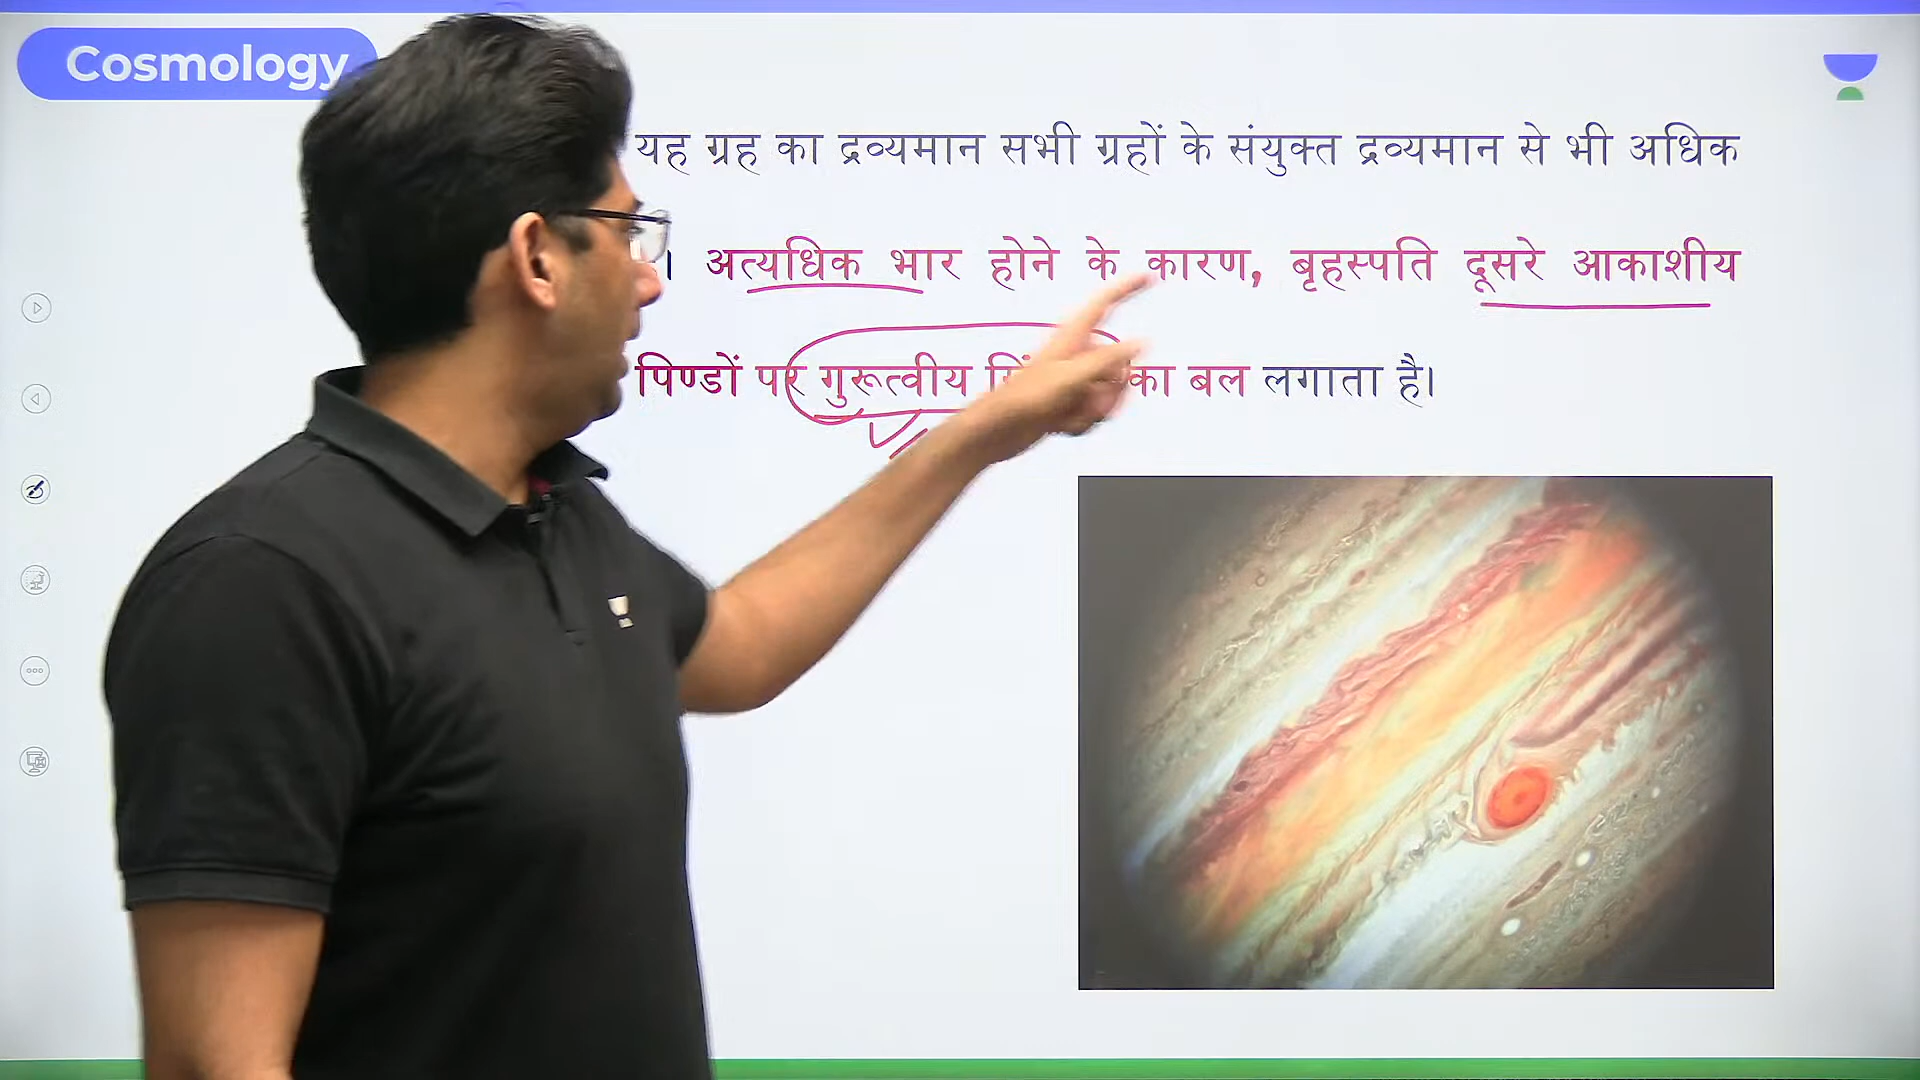 Cosmology
यह ग्रह का द्रव्यमान सभी ग्रहों के संयुक्त द्रव्यमान से भी अधिक
। अत्यधिक भार होने के कारण, बृहस्पति दूसरे आकाशीय
पिण्डों पर गुरूत्वीय का बल लगाता है।